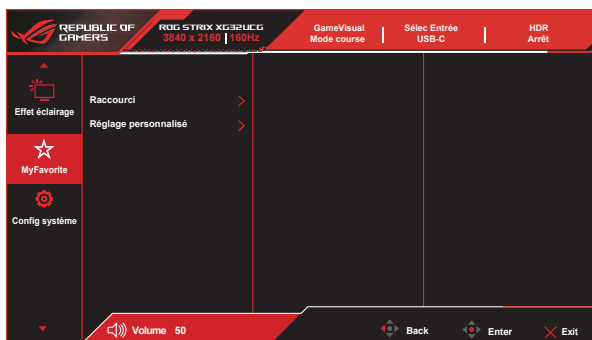 REPUBLIC OF
GAMERS
ROG STRIX XG32UCG
3840 x 2160 160Hz
GameVisual
Mode course
Sélec Entrée
USB-C
HDR
Arrêt
Effet éclairage
MyFavorite
Config système
Raccourci
Réglage personnalisé
Volume 50
Back
Enter
Exit